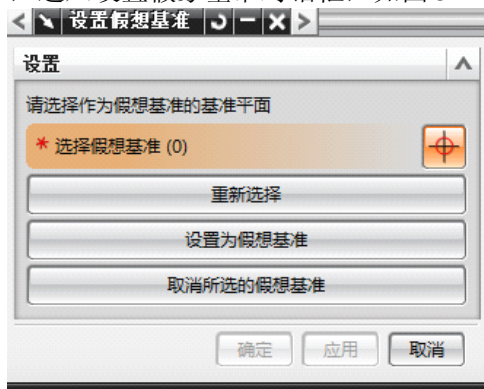 设置假想基准
设置
请选择作为假想基准的基准平面
* 选择假想基准 (0)
重新选择
设置为假想基准
取消所选的假想基准
确定 应用 取消